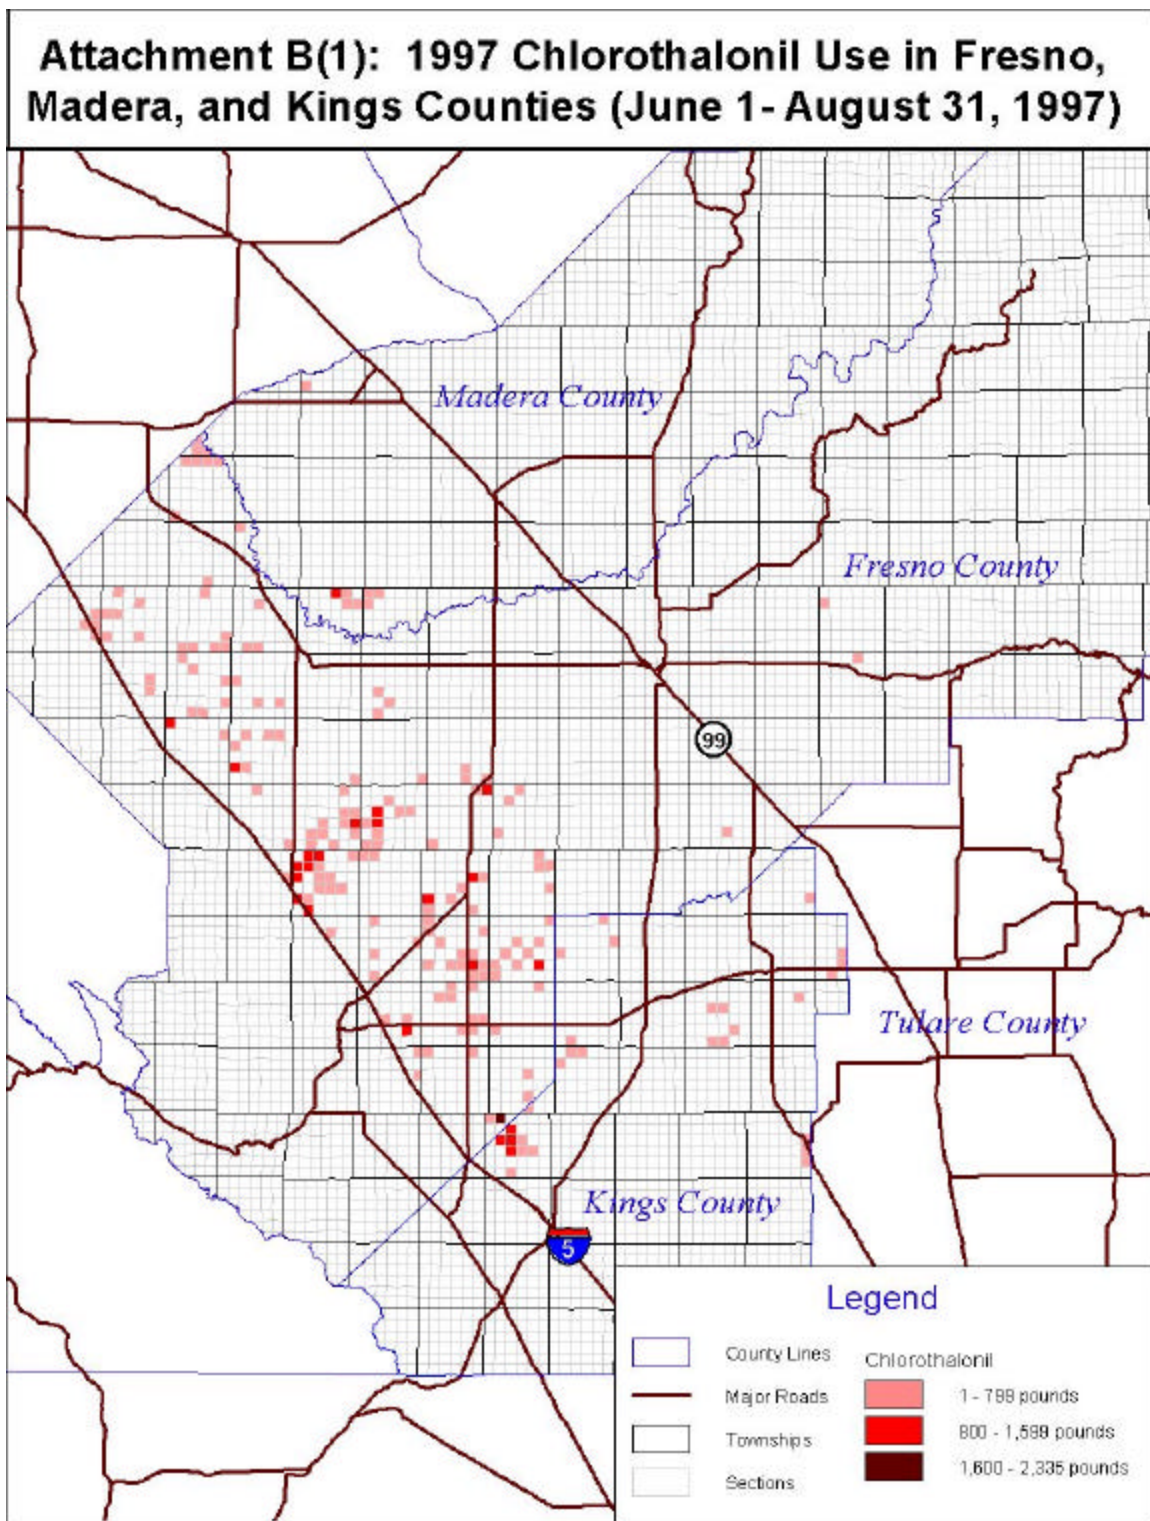 Attachment B(1): 1997 Chlorothalonil Use in Fresno,
Madera, and Kings Counties (June 1- August 31, 1997)
Madera County
Fresno County
99
Tulare County
Kings County
5
Legend
County Lines
Major Roads
Townships
Sections
Chlorothalonil
1 - 799 pounds
800 - 1,599 pounds
1,600 - 2,335 pounds